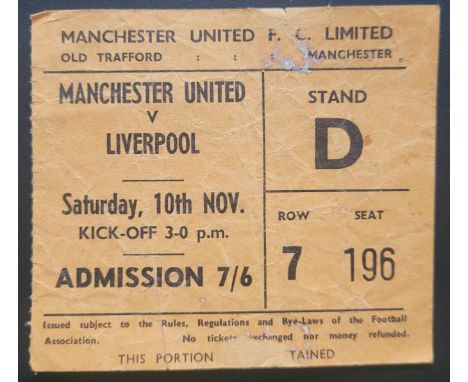 MANCHESTER UNITED F. C. LIMITED
OLD TRAFFORD : : : MANCHESTER
MANCHESTER UNITED
v
LIVERPOOL
Saturday, 10th NOV.
KICK-OFF 3-0 p.m.
ADMISSION 7/6
STAND
D
ROW SEAT
7 196
Issued subject to the Rules, Regulations and Bye-Laws of the Football
Association. No tickets exchanged nor money refunded.
THIS PORTION TAINED